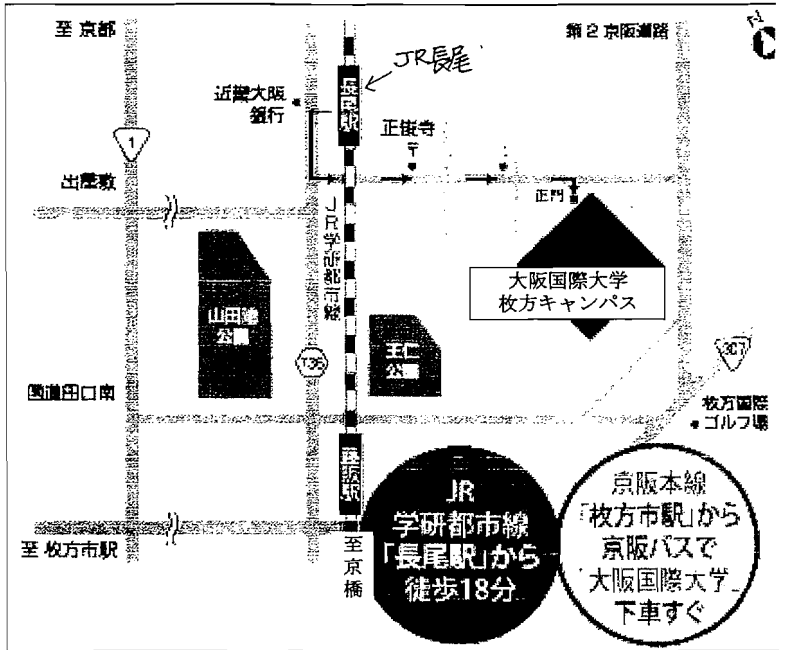 至 京都
第2京阪道路
N
JR長尾
長尾駅
近畿大阪
銀行
正俊寺
〒
1
出屋敷
正門
JR学研都市線
大阪国際大学
枚方キャンパス
山田池
公園
王仁
公園
736
307
国道田口南
枚方国際
ゴルフ場
藤阪駅
至 枚方市駅
至京橋
JR
学研都市線
「長尾駅」から
徒歩18分
京阪本線
「枚方市駅」から
京阪バスで
「大阪国際大学」
下車すぐ